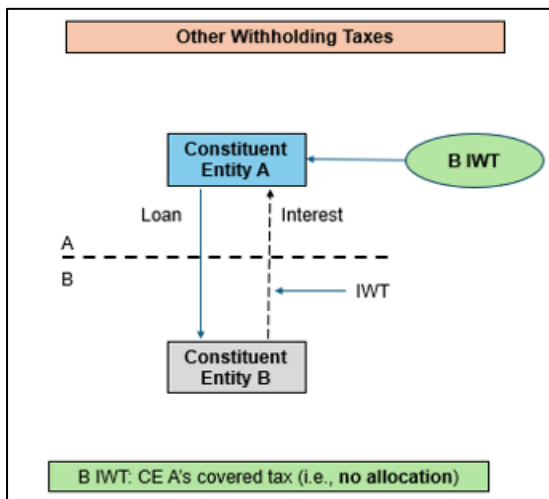 Other Withholding Taxes
Constituent
Entity A
B IWT
Loan
Interest
A
B
IWT
Constituent
Entity B
B IWT: CE A's covered tax (i.e., no allocation)